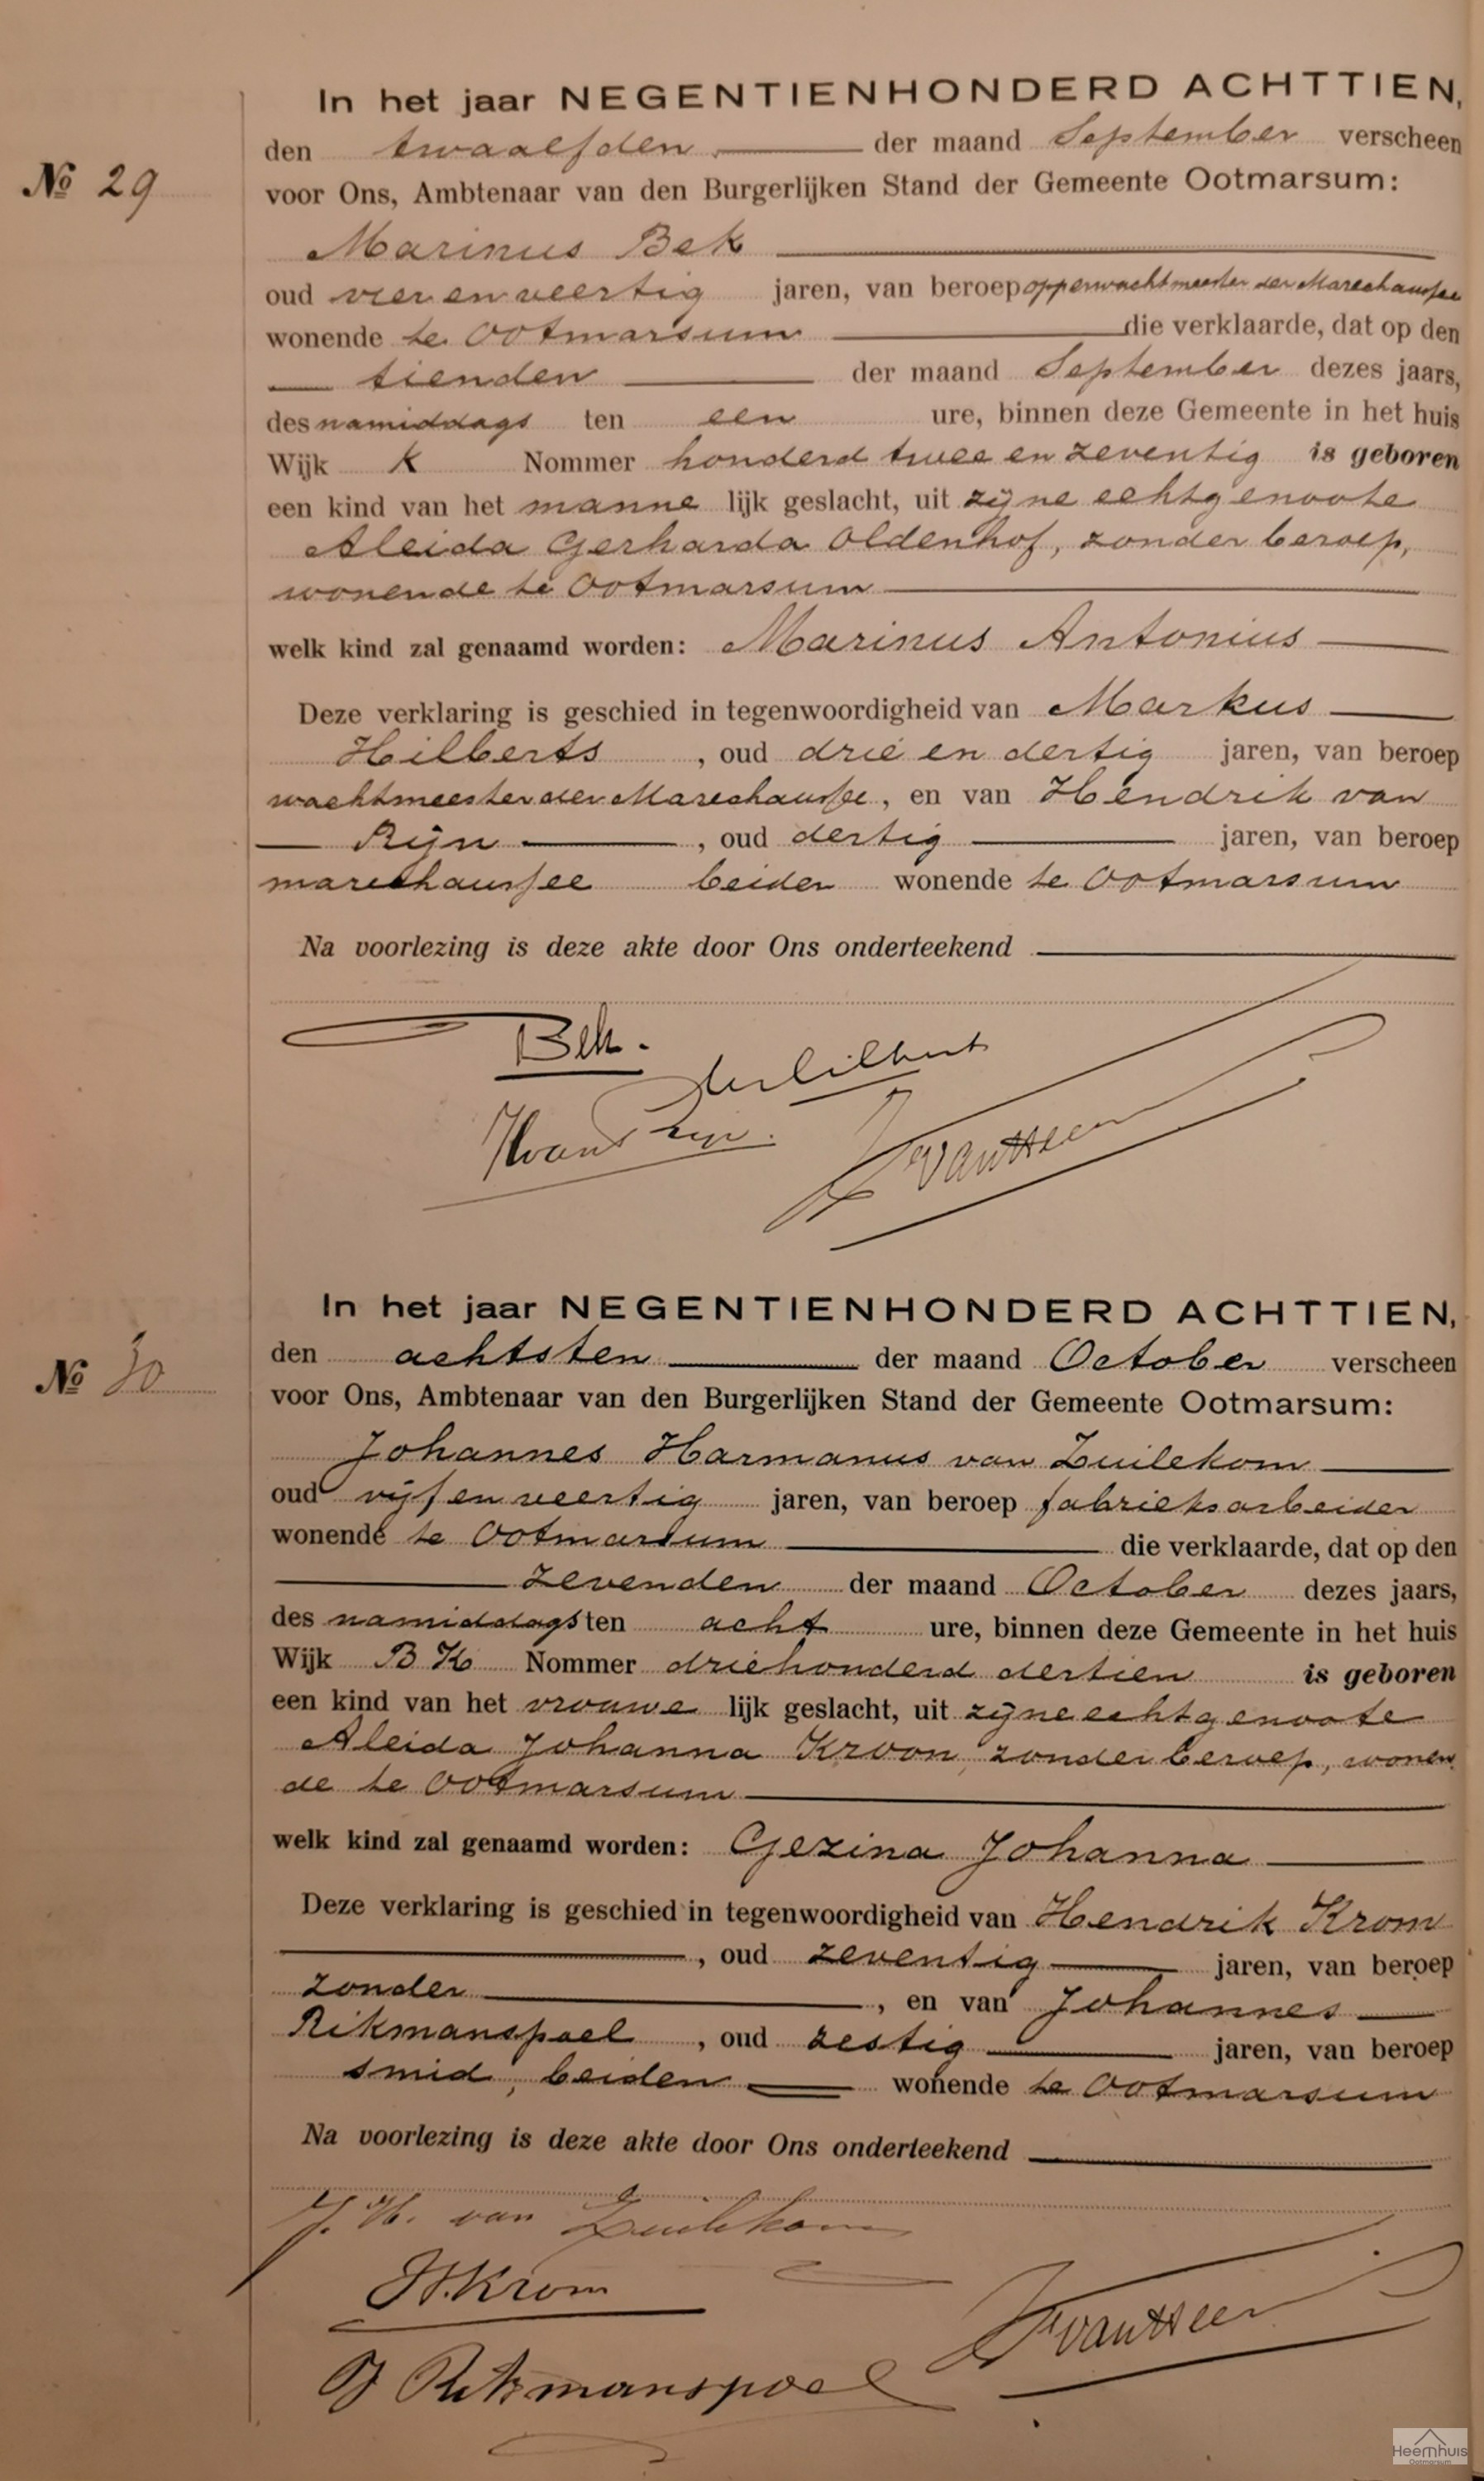 In het jaar NEGENTIENHONDERD ACHTTIEN,
den twaalfden der maand September verscheen
No 29
voor Ons, Ambtenaar van den Burgerlijken Stand der Gemeente Ootmarsum:
Marinus Bek
oud vier en veertig jaren, van beroep opperwachtmeester der Marechaussee
wonende te Ootmarsum die verklaarde, dat op den
tienden der maand September dezes jaars,
des namiddags ten een ure, binnen deze Gemeente in het huis
Wijk K Nommer honderd twee en zeventig is geboren
een kind van het manne lijk geslacht, uit zijne echtgenoote
Aleida Gerharda Oldenhof, zonder beroep,
wonende te Ootmarsum
welk kind zal genaamd worden: Marinus Antonius
Deze verklaring is geschied in tegenwoordigheid van Markus
Hilberts, oud drie en dertig jaren, van beroep
wachtmeester der Marechaussee, en van Hendrik van
Rijn, oud dertig jaren, van beroep
marechaussee beiden wonende te Ootmarsum
Na voorlezing is deze akte door Ons onderteekend
Bek.
HvanRijn.
In het jaar NEGENTIENHONDERD ACHTTIEN,
den achtsten der maand October verscheen
No 30
voor Ons, Ambtenaar van den Burgerlijken Stand der Gemeente Ootmarsum:
Johannes Harmanus van Zuilekom
oud vijf en veertig jaren, van beroep fabrieksarbeider
wonende te Ootmarsum die verklaarde, dat op den
zevenden der maand October dezes jaars,
des namiddags ten acht ure, binnen deze Gemeente in het huis
Wijk B K Nommer driehonderd dertien is geboren
een kind van het vrouwe lijk geslacht, uit zijne echtgenoote
Aleida Johanna Kroon, zonder beroep, wonen
de te Ootmarsum
welk kind zal genaamd worden: Gezina Johanna
Deze verklaring is geschied in tegenwoordigheid van Hendrik Krom
, oud zeventig jaren, van beroep
zonder, en van Johannes
Rikmanspoel, oud zestig jaren, van beroep
smid, beiden wonende te Ootmarsum
Na voorlezing is deze akte door Ons onderteekend
J. H. van Zuilekom
H. Krom
J Rikmanspoel
Heemhuis
Ootmarsum